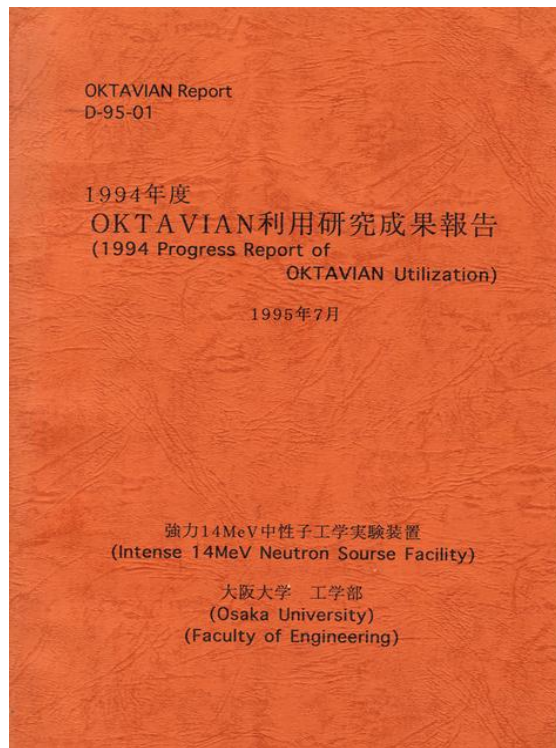 OKTAVIAN Report
D-95-01
1994年度
OKTAVIAN利用研究成果報告
(1994 Progress Report of
OKTAVIAN Utilization)
1995年7月
強力14MeV中性子工学実験装置
(Intense 14MeV Neutron Sourse Facility)
大阪大学　工学部
(Osaka University)
(Faculty of Engineering)